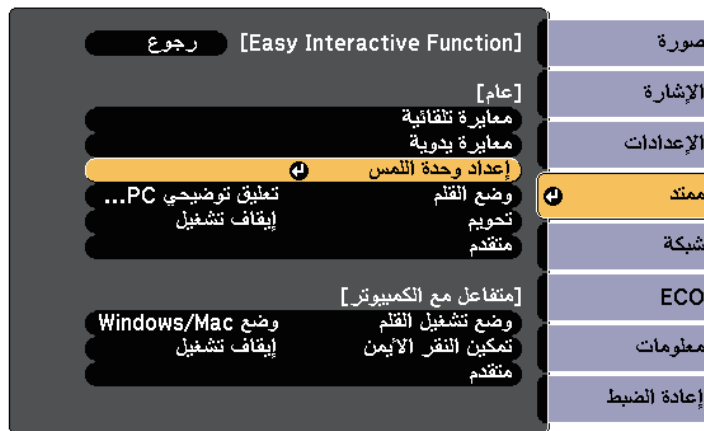 صورة
الإشارة
الإعدادات
ممتد
شبكة
ECO
معلومات
إعادة الضبط
[Easy Interactive Function] رجوع
[عام]
معايرة تلقائية
معايرة يدوية
إعداد وحدة اللمس
وضع القلم تعليق توضيحي PC...
تحويم إيقاف تشغيل
متقدم
[متفاعل مع الكمبيوتر]
وضع تشغيل القلم وضع Windows/Mac
تمكين النقر الأيمن إيقاف تشغيل
متقدم